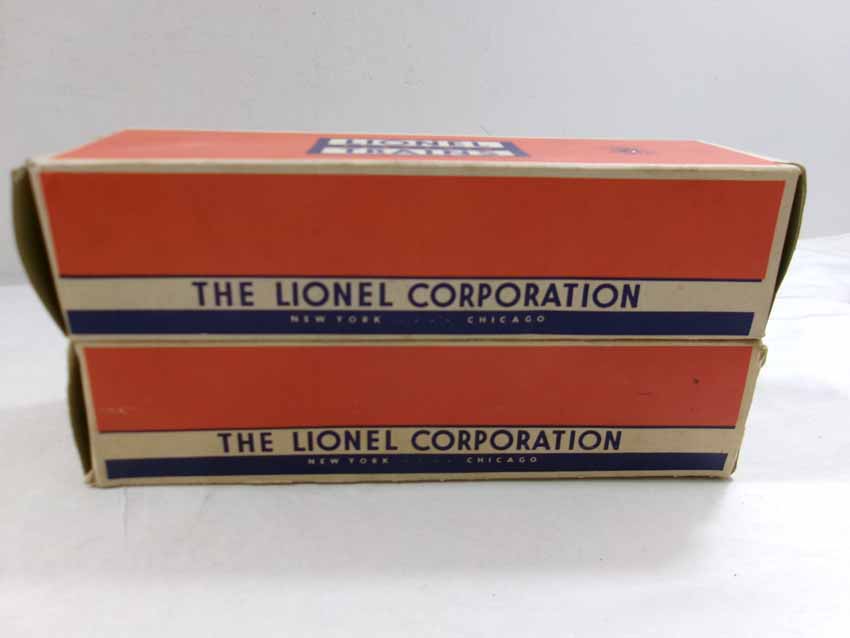 THE LIONEL CORPORATION
NEW YORK · · · · CHICAGO
THE LIONEL CORPORATION
NEW YORK · · · · CHICAGO